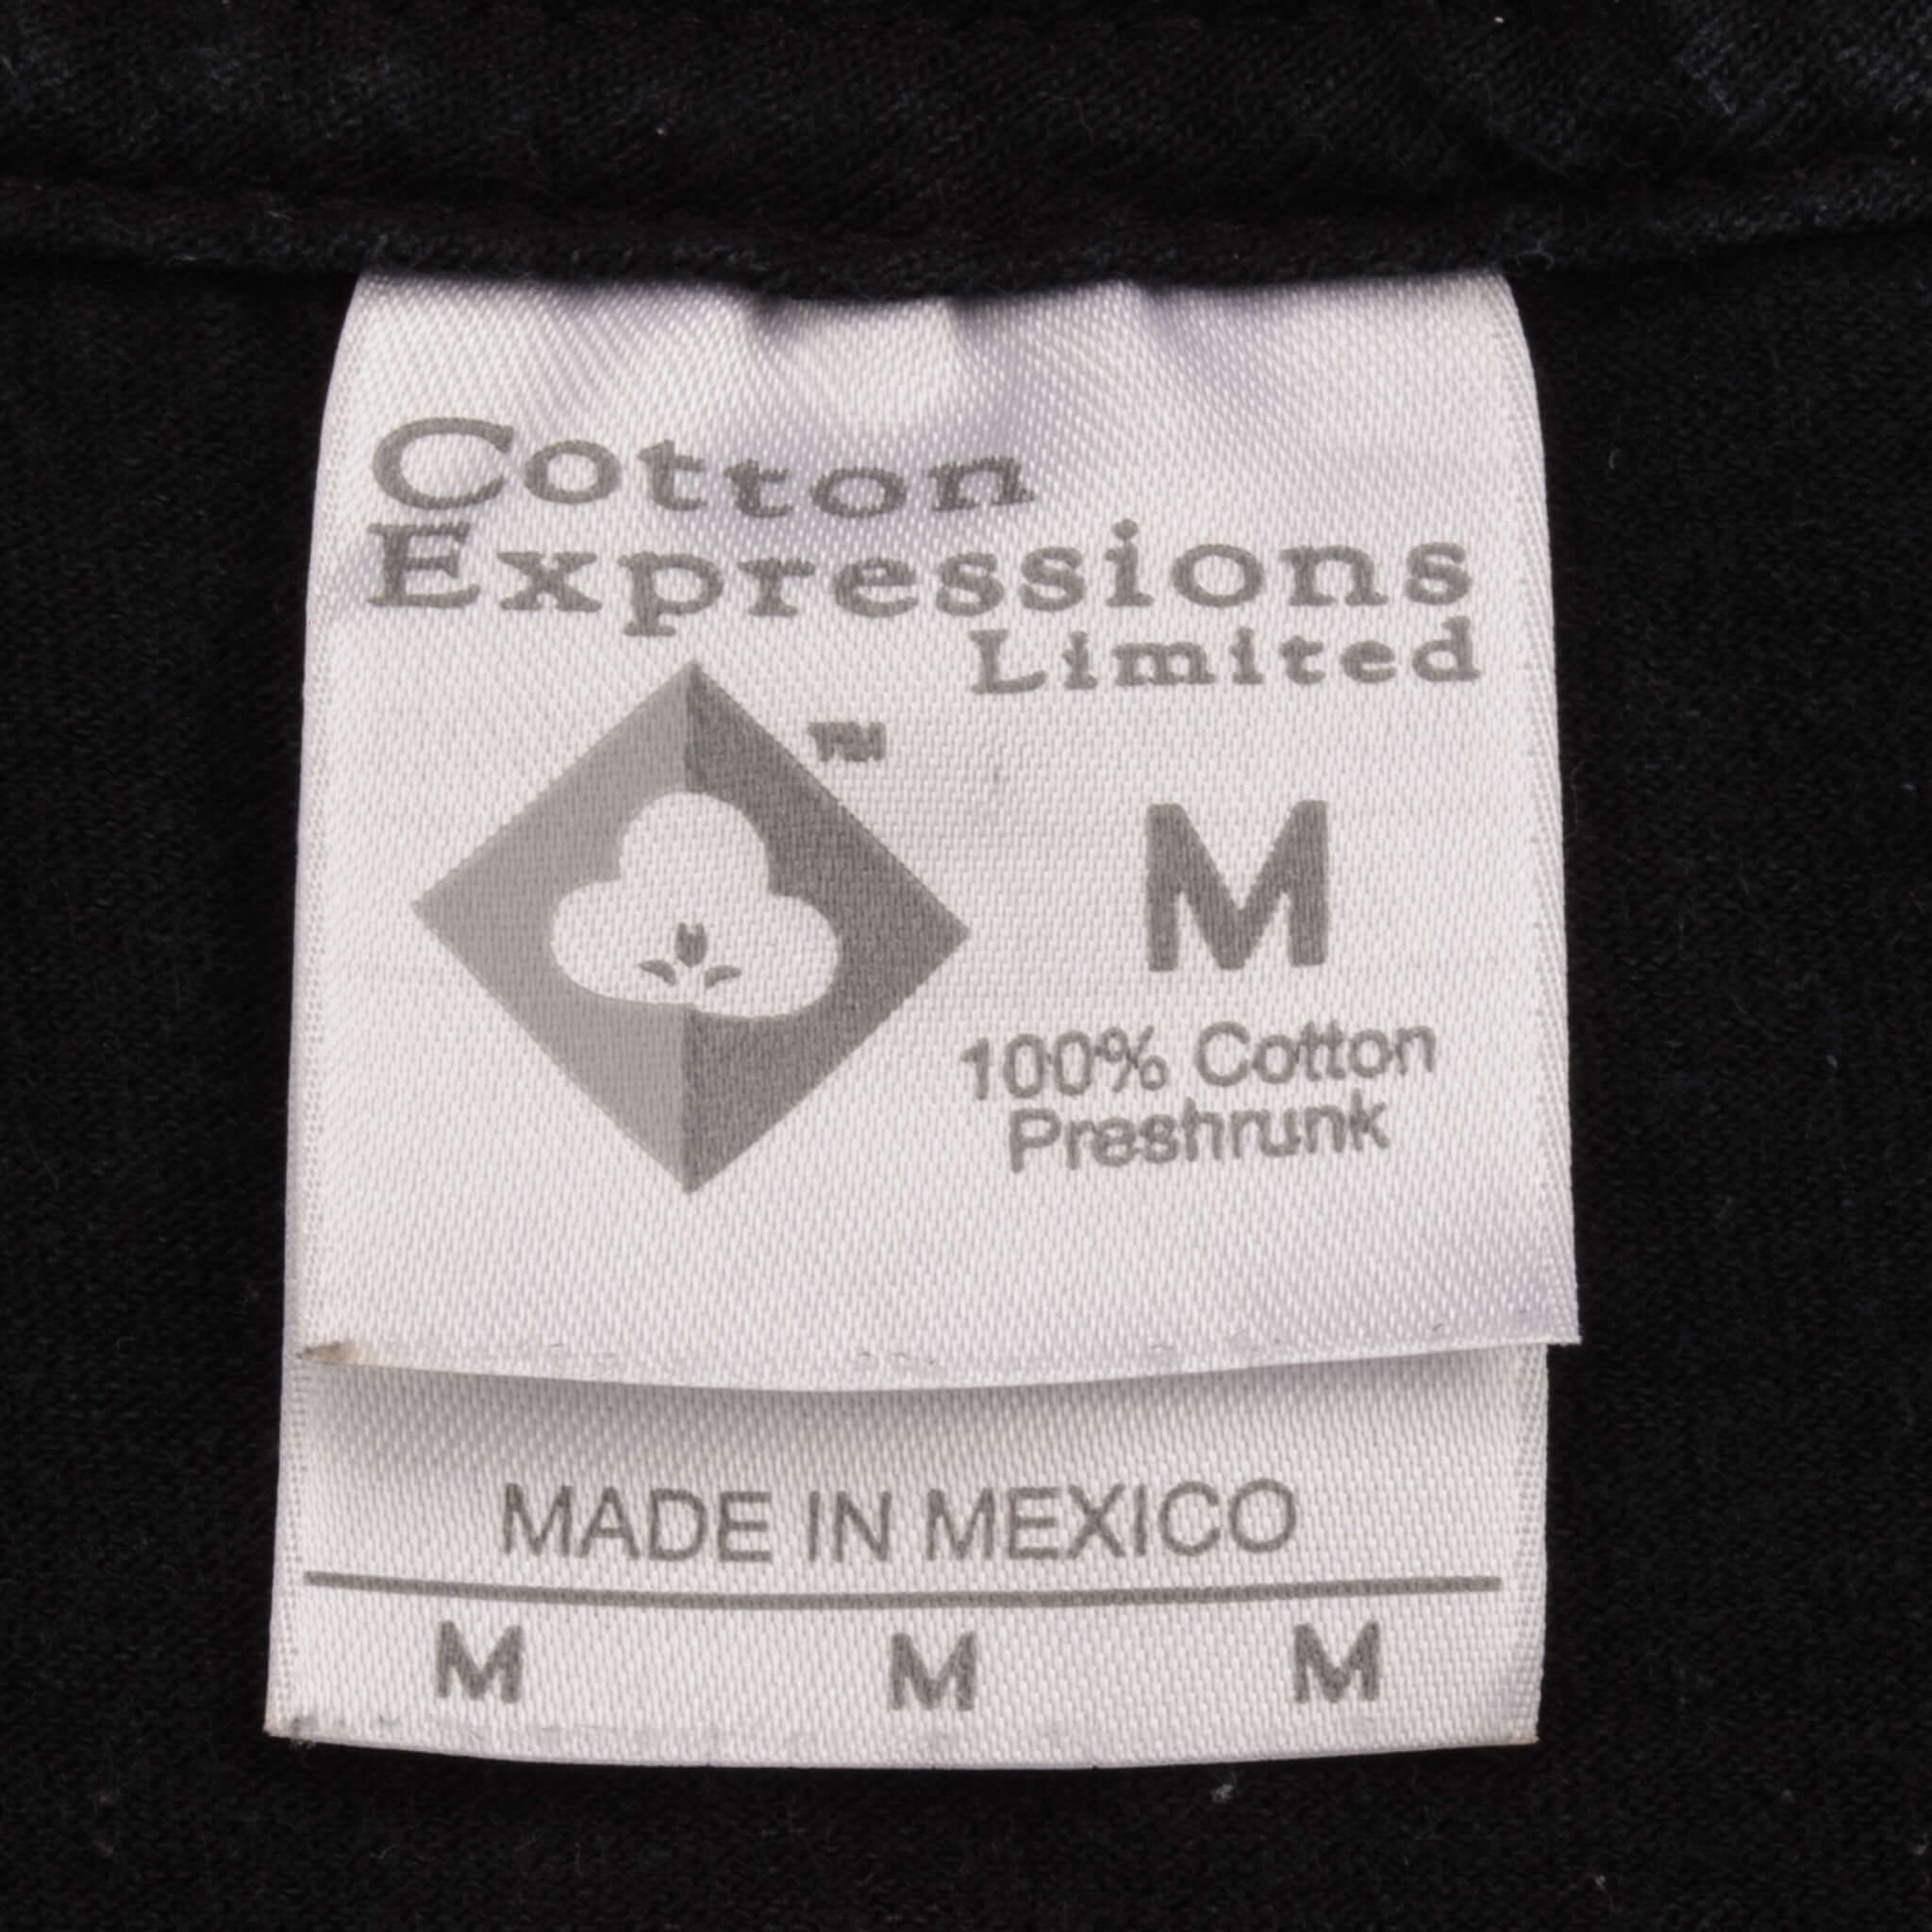 Cotton
Expressions
Limited
TM
M
100% Cotton
Preshrunk
MADE IN MEXICO
M M M